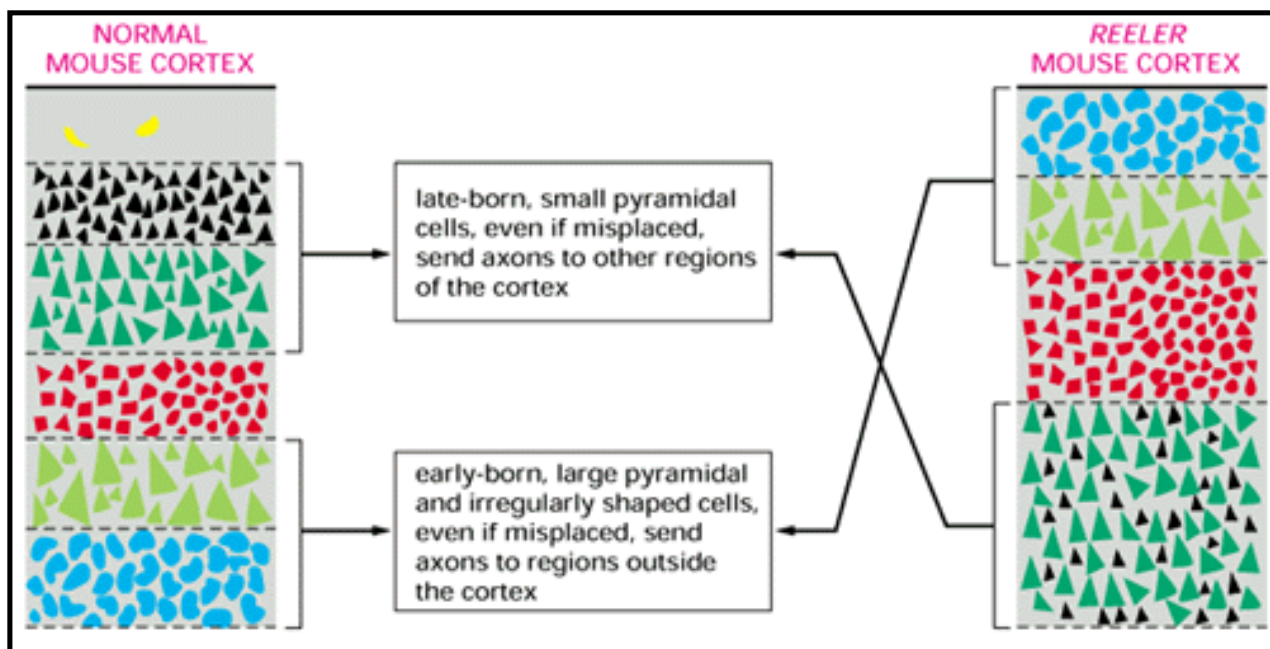 NORMAL
MOUSE CORTEX
REELER
MOUSE CORTEX
late-born, small pyramidal
cells, even if misplaced,
send axons to other regions
of the cortex
early-born, large pyramidal
and irregularly shaped cells,
even if misplaced, send
axons to regions outside
the cortex